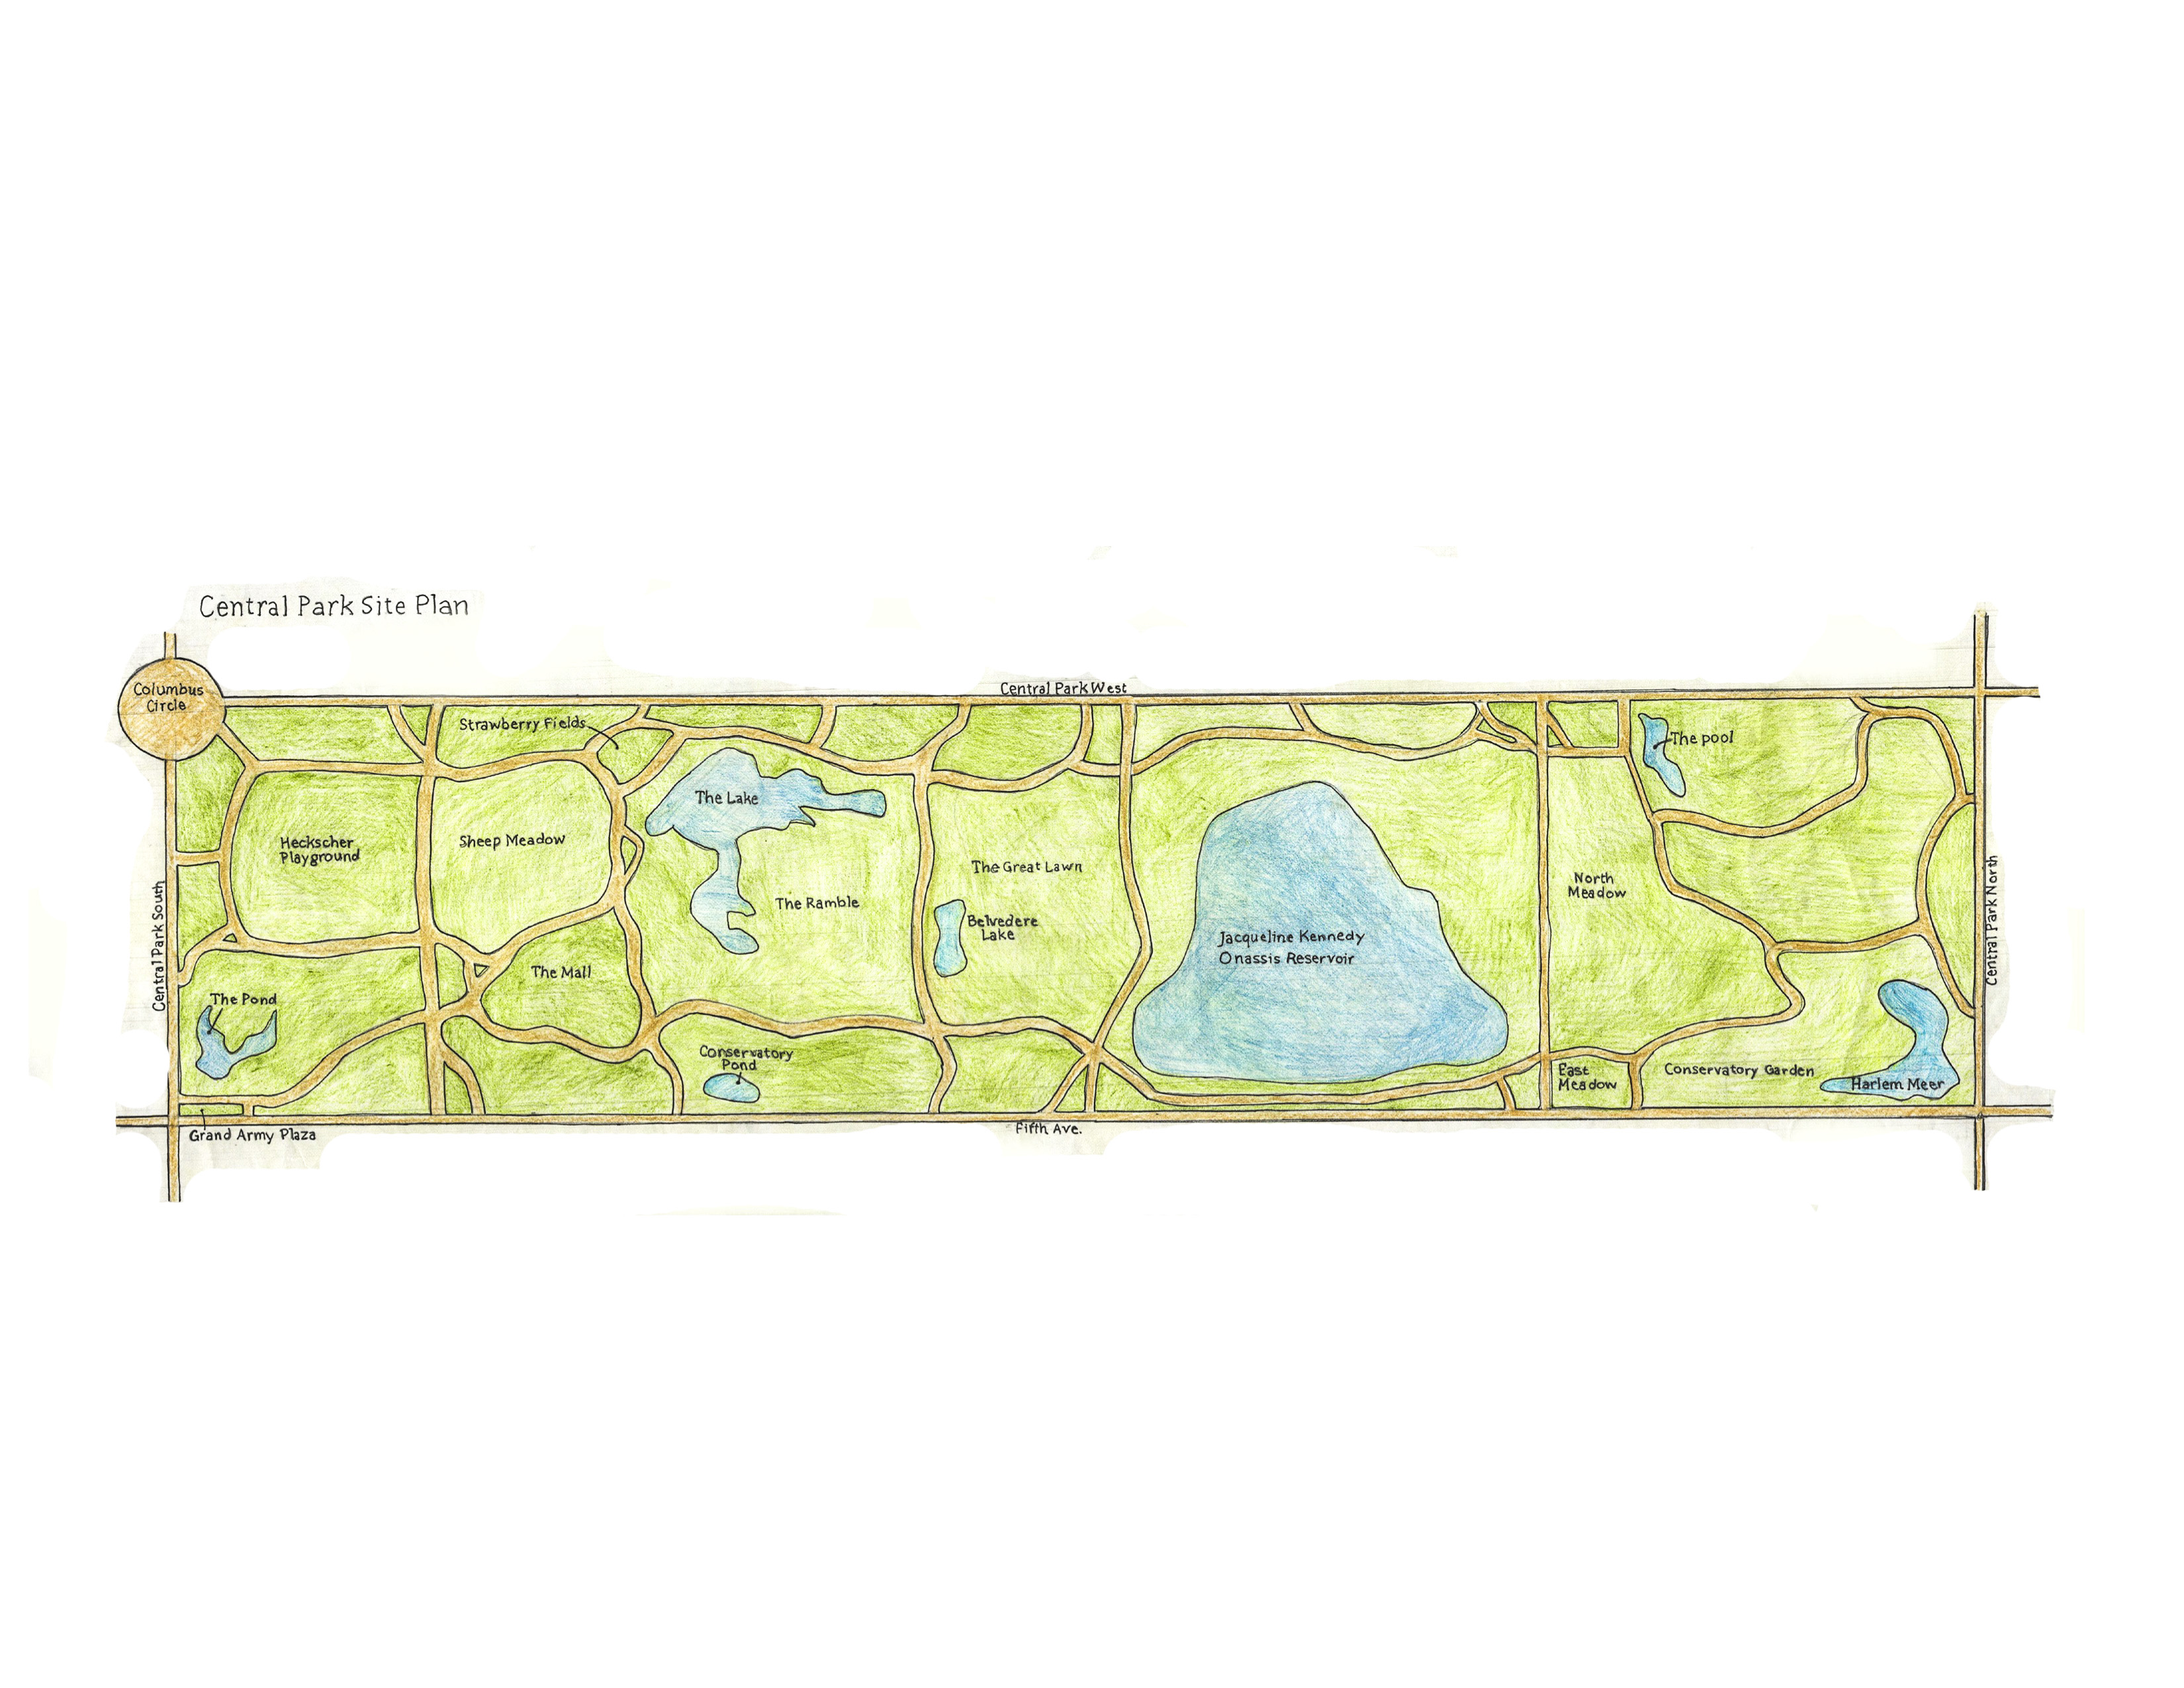 Central Park Site Plan
Columbus
Circle
Central Park West
Strawberry Fields
The pool
The Lake
Heckscher
Playground
Sheep Meadow
The Great Lawn
North
Meadow
The Ramble
Belvedere
Lake
Central Park South
Central Park North
Jacqueline Kennedy
Onassis Reservoir
The Mall
The Pond
Conservatory
Pond
East
Meadow
Conservatory Garden
Harlem Meer
Grand Army Plaza
Fifth Ave.